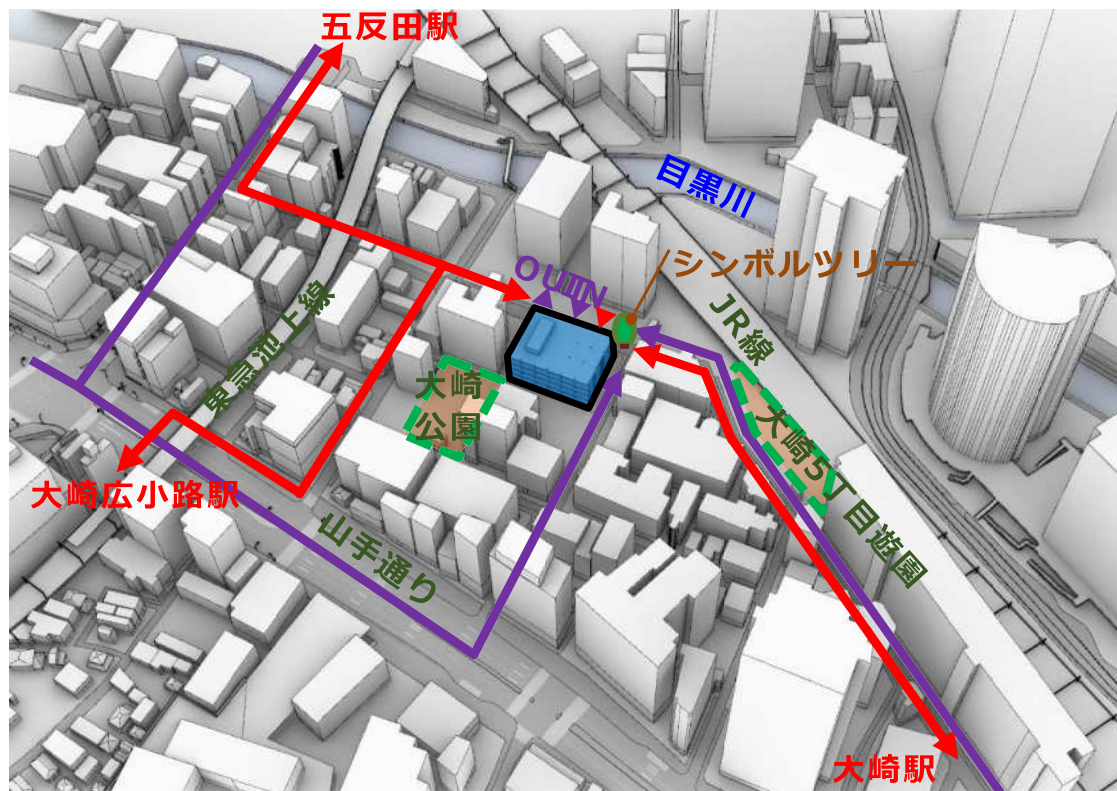 五反田駅
目黒川
シンボルツリー
OUT
IN
JR線
東急池上線
大崎
公園
大崎5丁目遊園
大崎広小路駅
山手通り
大崎駅